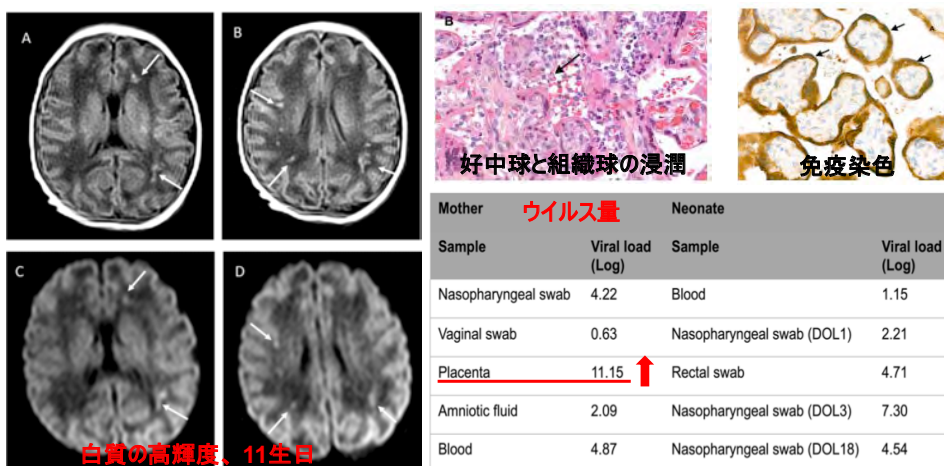 A
B
C
D
白質の高輝度、11生日
B
好中球と組織球の浸潤
A
免疫染色
Mother ウイルス量 Neonate
Sample Viral load (Log) Sample Viral load (Log)
Nasopharyngeal swab 4.22 Blood 1.15
Vaginal swab 0.63 Nasopharyngeal swab (DOL1) 2.21
Placenta 11.15 Rectal swab 4.71
Amniotic fluid 2.09 Nasopharyngeal swab (DOL3) 7.30
Blood 4.87 Nasopharyngeal swab (DOL18) 4.54